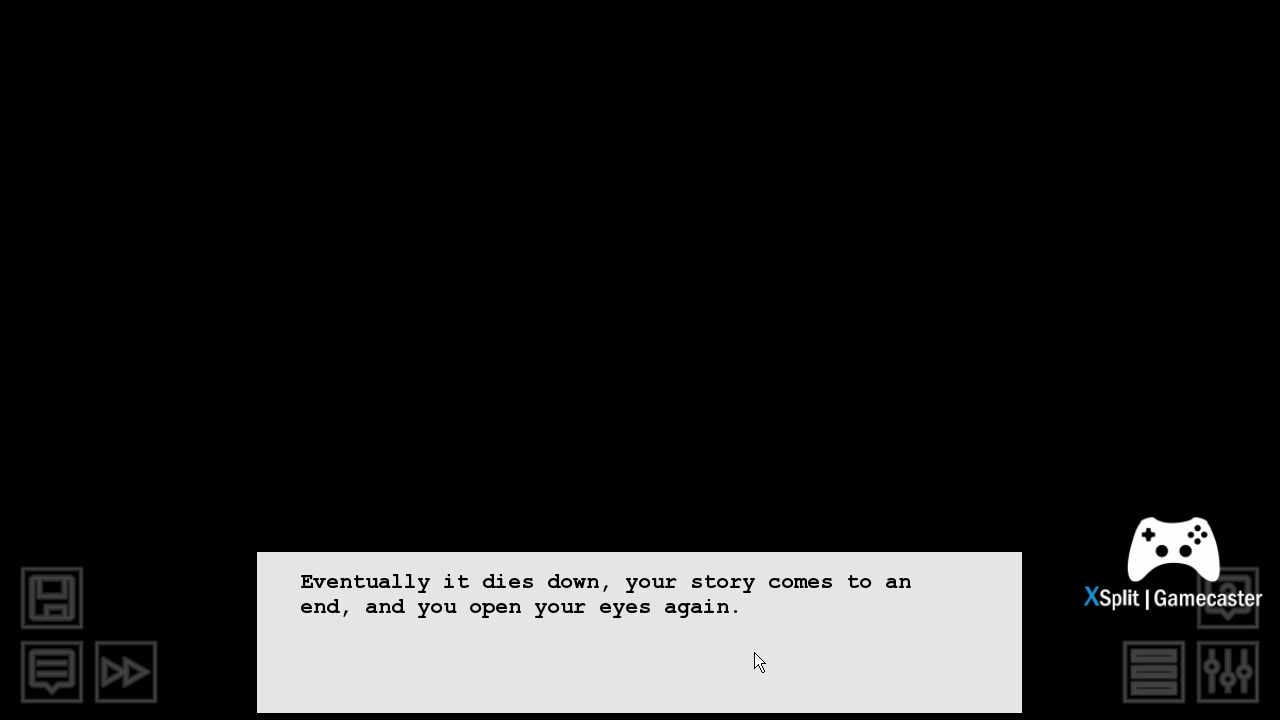 Eventually it dies down, your story comes to an
end, and you open your eyes again.
XSplit | Gamecaster